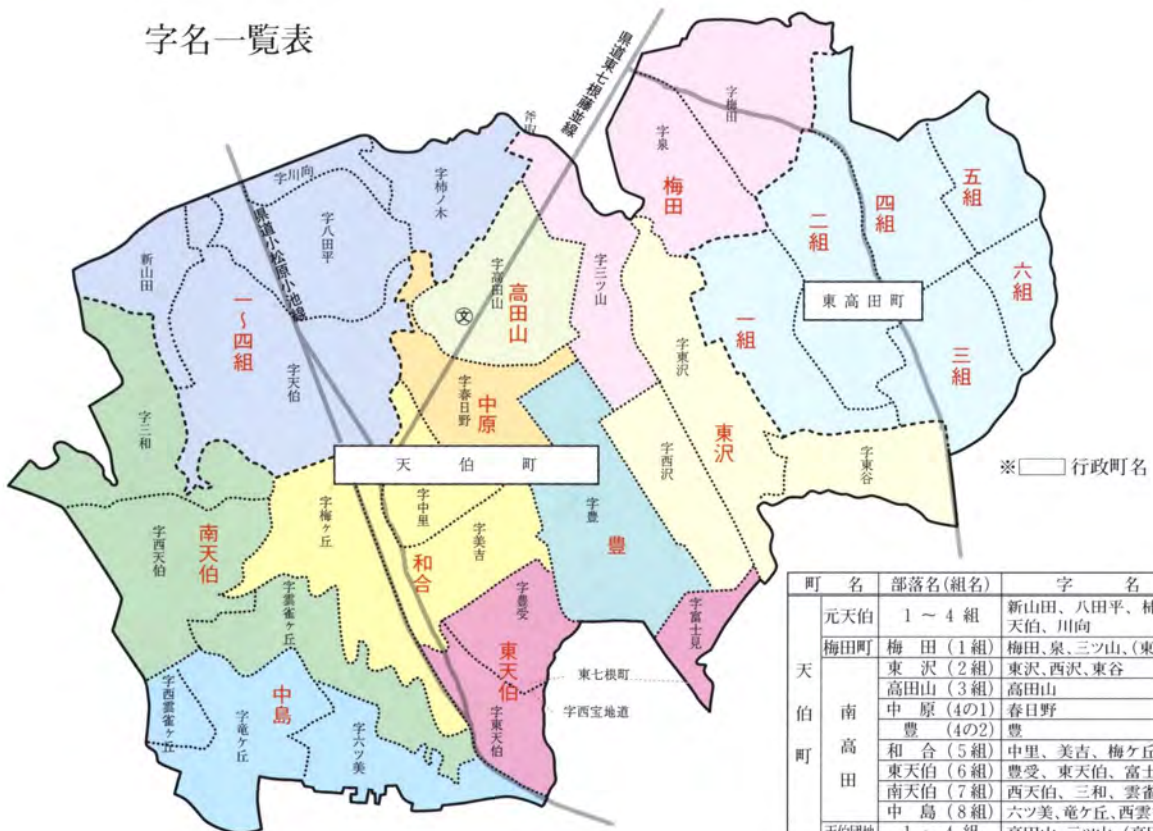 字名一覧表
県道東七根藤並線
県道小松原小池線
字梅田
字泉
梅田
五組
四組
二組
六組
東高田町
一組
三組
字川向
字柿ノ木
字八田平
新山田
一〜四組
字天伯
字高田山
高田山
文
字三ツ山
字東沢
字春日野
中原
東沢
字西沢
字東谷
字三和
天伯町
※ 行政町名
字梅ヶ丘
字中里
字美吉
字豊
豊
字西天伯
南天伯
和合
字雲雀ヶ丘
字豊受
字富士見
東天伯
東七根町
字西宝地道
字東天伯
字西雲雀ヶ丘
字竜ヶ丘
中島
字六ツ美
町 名 部落名(組名) 字 名
天伯町
元天伯 1 ～ 4 組 新山田、八田平、
天伯、川向
梅田町 梅 田 (1組) 梅田、泉、三ツ山、(東
南高田
東 沢 (2組) 東沢、西沢、東谷
高田山 (3組) 高田山
中 原 (4の1) 春日野
豊 (4の2) 豊
和 合 (5組) 中里、美吉、梅ケ丘
東天伯 (6組) 豊受、東天伯、富士
南天伯 (7組) 西天伯、三和、雲雀
中 島 (8組) 六ツ美、竜ケ丘、西雲